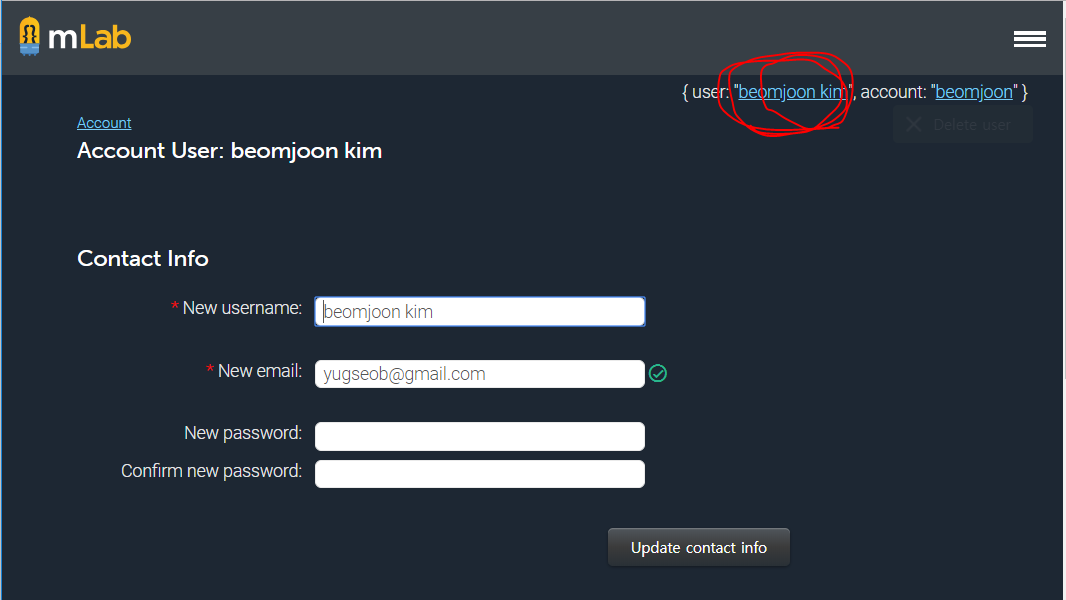 mLab
{ user: "beomjoon kim", account: "beomjoon" }
Delete user
Account
Account User: beomjoon kim
Contact Info
* New username: beomjoon kim
* New email: yugseob@gmail.com
New password:
Confirm new password:
Update contact info